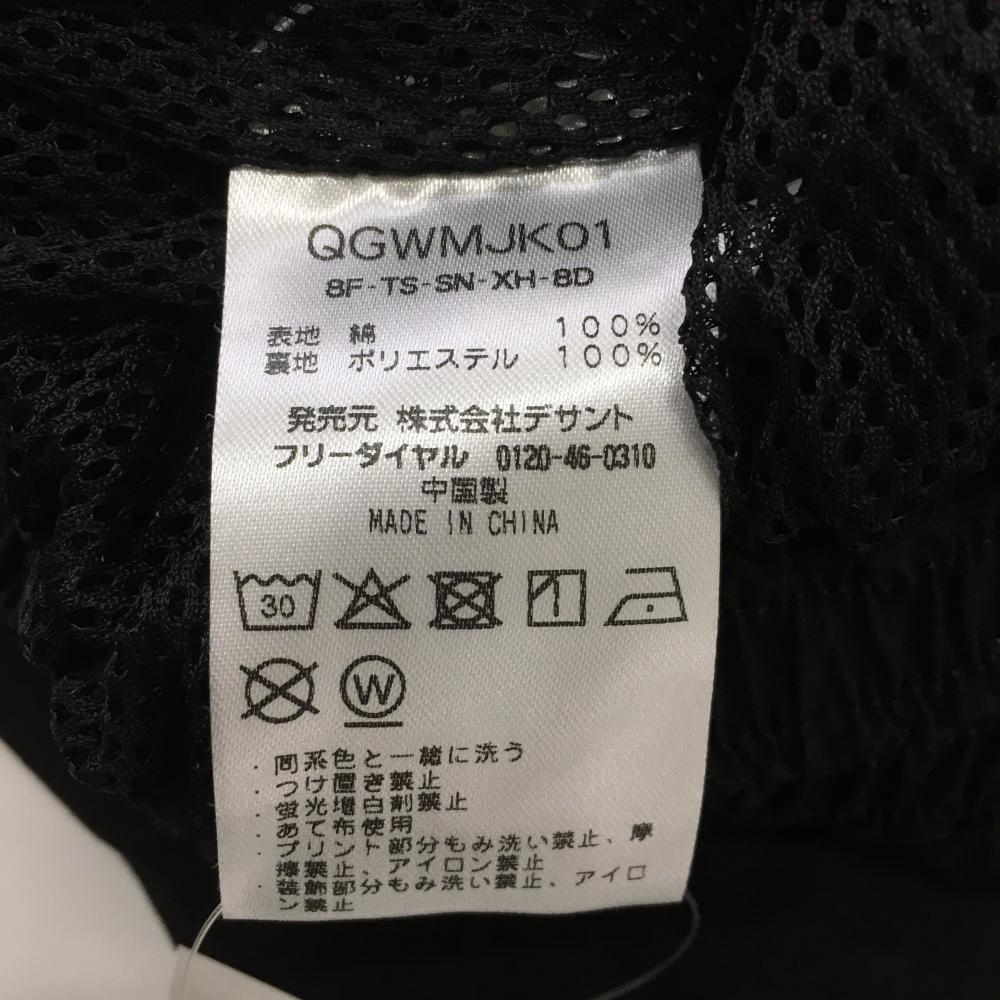 QGWMJK01
8F-TS-SN-XH-8D
表地 綿 100%
裏地 ポリエステル 100%
発売元 株式会社デサント
フリーダイヤル 0120-46-0310
中国製
MADE IN CHINA
30
W
・同系色と一緒に洗う
・つけ置き禁止
・蛍光増白剤禁止
・あて布使用
・プリント部分もみ洗い禁止、摩
擦禁止、アイロン禁止
・装飾部分もみ洗い禁止、アイロ
ン禁止